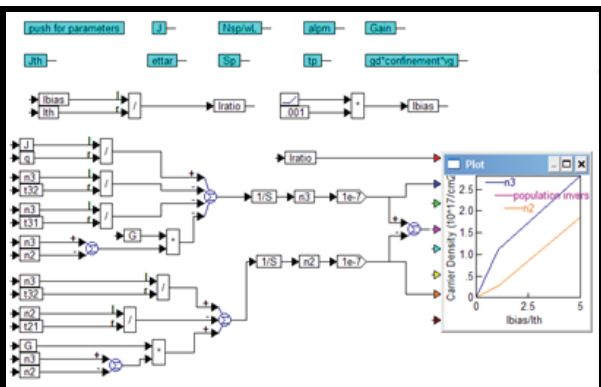 push for parameters J Nsp/wL alpm Gain
Jth ettar Sp tp gd*confinement*vg
Ibias
Ith
/
Iratio
.001
*
Ibias
J
q
/
Iratio
n3
t32
/
n3
t31
/
1/S n3 1e-7
G
n3
n2
*
1/S n2 1e-7
n3
t32
/
n2
t21
/
G
n3
n2
*
Plot
Carrier Density (10^17/cm2
2.5
2.0
1.5
1.0
.5
0
n3
population invers
n2
0 2.5 5
Ibias/Ith